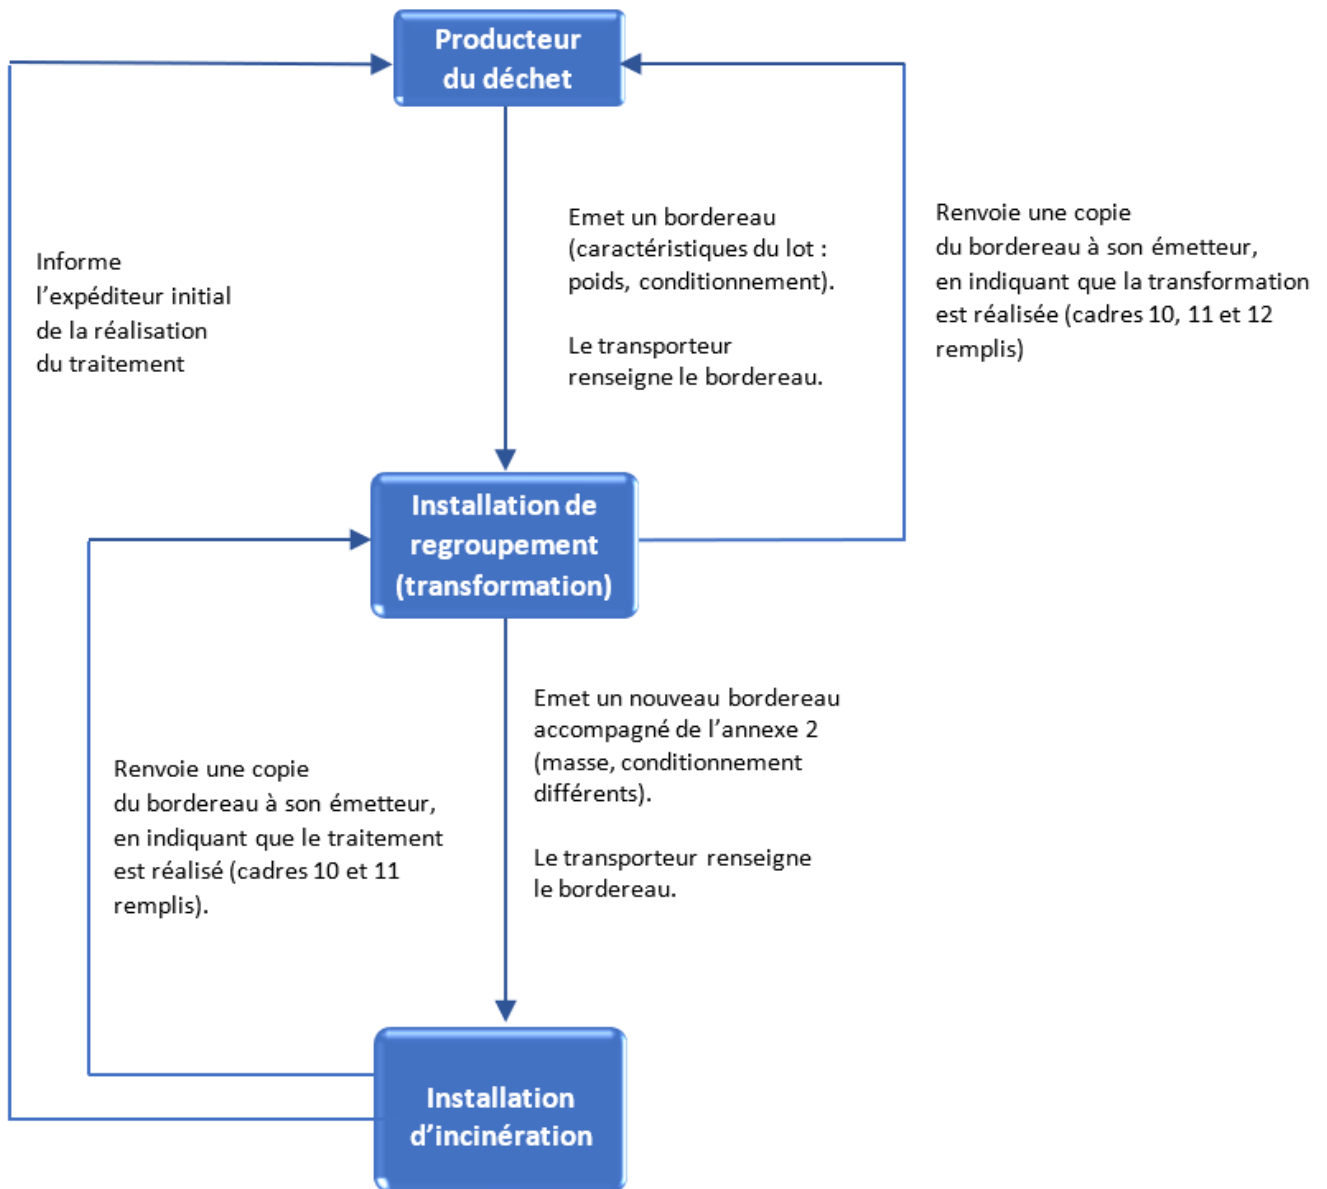 Producteur
du déchet
Informe
l’expéditeur initial
de la réalisation
du traitement
Emet un bordereau
(caractéristiques du lot :
poids, conditionnement).
Le transporteur
renseigne le bordereau.
Renvoie une copie
du bordereau à son émetteur,
en indiquant que la transformation
est réalisée (cadres 10, 11 et 12
remplis)
Installation de
regroupement
(transformation)
Renvoie une copie
du bordereau à son émetteur,
en indiquant que le traitement
est réalisé (cadres 10 et 11
remplis).
Emet un nouveau bordereau
accompagné de l’annexe 2
(masse, conditionnement
différents).
Le transporteur renseigne
le bordereau.
Installation
d’incinération